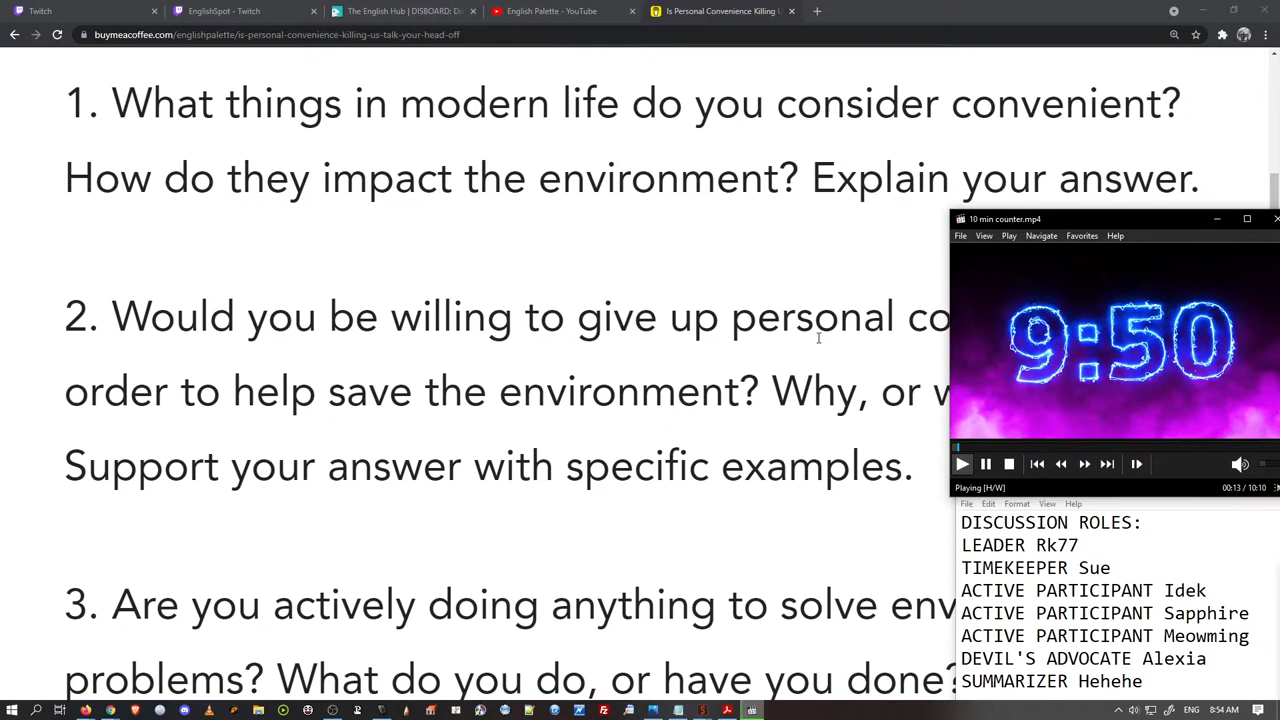 Twitch
EnglishSpot - Twitch
The English Hub | DISBOARD: Di
English Palette - YouTube
Is Personal Convenience Killing U
buymeacoffee.com/englishpalette/is-personal-convenience-killing-us-talk-your-head-off
1. What things in modern life do you consider convenient?
How do they impact the environment? Explain your answer.
2. Would you be willing to give up personal co
order to help save the environment? Why, or w
Support your answer with specific examples.
3. Are you actively doing anything to solve env
problems? What do you do, or have you done?
10 min counter.mp4
File View Play Navigate Favorites Help
9:50
Playing [H/W] 00:13 / 10:10
File Edit Format View Help
DISCUSSION ROLES:
LEADER Rk77
TIMEKEEPER Sue
ACTIVE PARTICIPANT Idek
ACTIVE PARTICIPANT Sapphire
ACTIVE PARTICIPANT Meowming
DEVIL'S ADVOCATE Alexia
SUMMARIZER Hehehe
ENG 8:54 AM